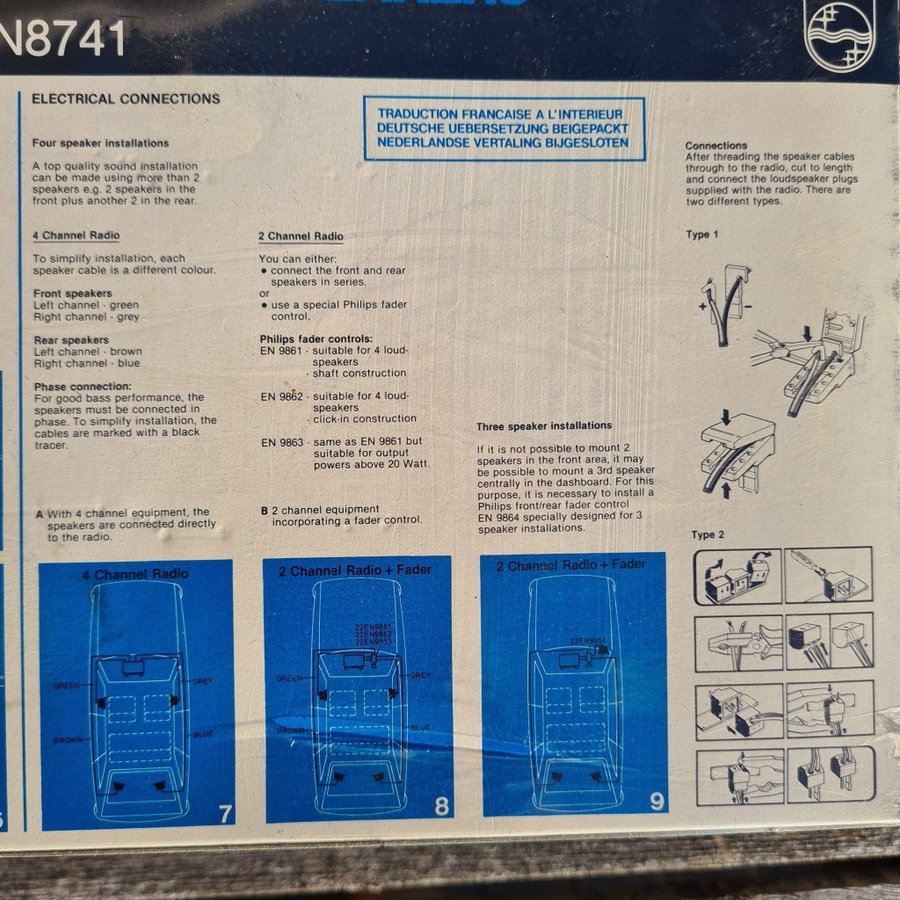 N8741
ELECTRICAL CONNECTIONS
TRADUCTION FRANCAISE A L'INTERIEUR
DEUTSCHE UEBERSETZUNG BEIGEPACKT
NEDERLANDSE VERTALING BIJGESLOTEN
Four speaker installations
A top quality sound installation
can be made using more than 2
speakers e.g. 2 speakers in the
front plus another 2 in the rear.
4 Channel Radio
To simplify installation, each
speaker cable is a different colour.
Front speakers
Left channel - green
Right channel - grey
Rear speakers
Left channel - brown
Right channel - blue
Phase connection:
For good bass performance, the
speakers must be connected in
phase. To simplify installation, the
cables are marked with a black
tracer.
A With 4 channel equipment, the
speakers are connected directly
to the radio.
2 Channel Radio
You can either:
• connect the front and rear
speakers in series.
or
• use a special Philips fader
control.
Philips fader controls:
EN 9861 - suitable for 4 loud-
speakers
- shaft construction
EN 9862 - suitable for 4 loud-
speakers
- click-in construction
EN 9863 - same as EN 9861 but
suitable for output
powers above 20 Watt.
B 2 channel equipment
incorporating a fader control.
Three speaker installations
If it is not possible to mount 2
speakers in the front area, it may
be possible to mount a 3rd speaker
centrally in the dashboard. For this
purpose, it is necessary to install a
Philips front/rear fader control
EN 9864 specially designed for 3
speaker installations.
Connections
After threading the speaker cables
through to the radio, cut to length
and connect the loudspeaker plugs
supplied with the radio. There are
two different types.
Type 1
+ −
Type 2
4 Channel Radio
GREEN
GREY
BROWN
BLUE
7
2 Channel Radio + Fader
22EN9861
22EN9862
22EN9863
GREEN
GREY
BROWN
BLUE
8
2 Channel Radio + Fader
22EN9864
9